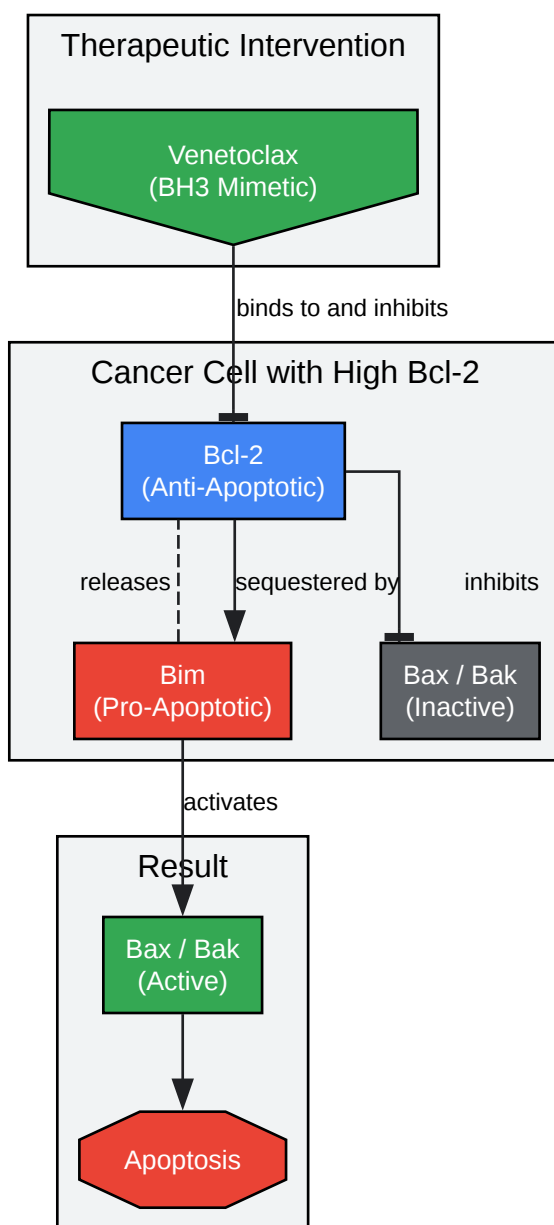 Therapeutic Intervention
Venetoclax
(BH3 Mimetic)
binds to and inhibits
Cancer Cell with High Bcl-2
Bcl-2
(Anti-Apoptotic)
releases
sequestered by
inhibits
Bim
(Pro-Apoptotic)
Bax / Bak
(Inactive)
activates
Result
Bax / Bak
(Active)
Apoptosis